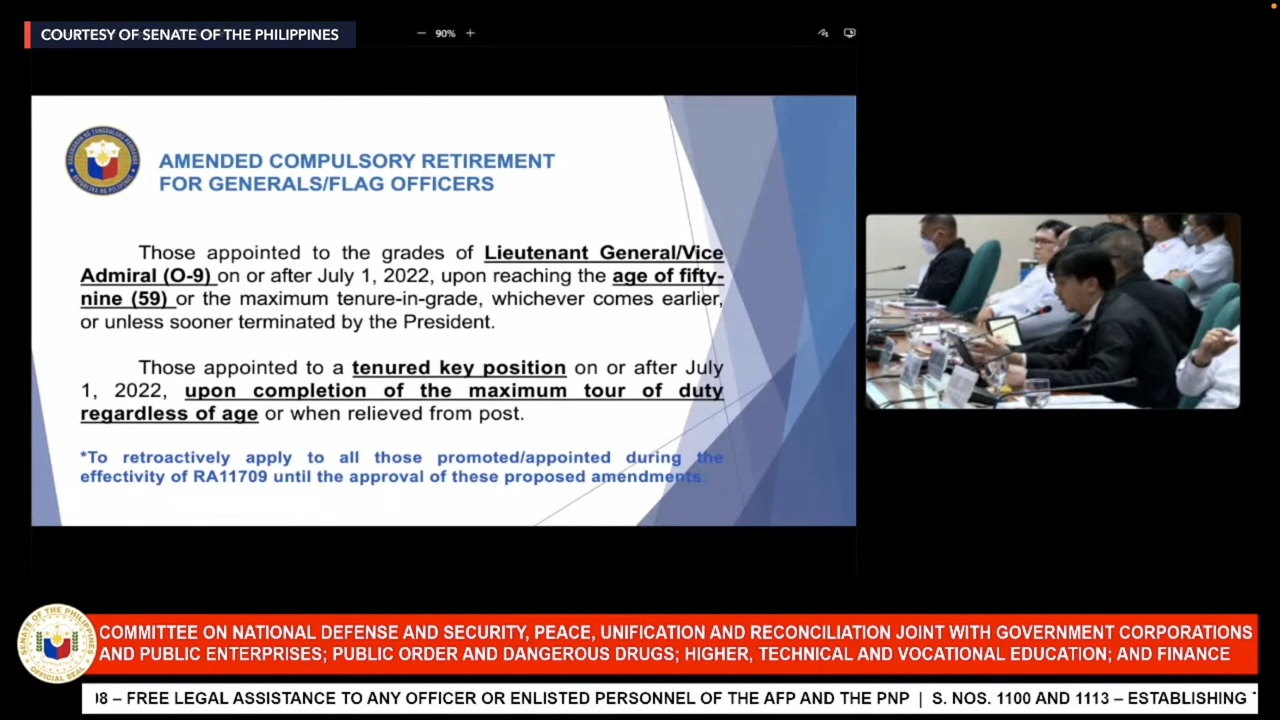 COURTESY OF SENATE OF THE PHILIPPINES
90%
AMENDED COMPULSORY RETIREMENT
FOR GENERALS/FLAG OFFICERS
Those appointed to the grades of Lieutenant General/Vice
Admiral (O-9) on or after July 1, 2022, upon reaching the age of fifty-
nine (59) or the maximum tenure-in-grade, whichever comes earlier,
or unless sooner terminated by the President.
Those appointed to a tenured key position on or after July
1, 2022, upon completion of the maximum tour of duty
regardless of age or when relieved from post.
*To retroactively apply to all those promoted/appointed during the
effectivity of RA11709 until the approval of these proposed amendments.
COMMITTEE ON NATIONAL DEFENSE AND SECURITY, PEACE, UNIFICATION AND RECONCILIATION JOINT WITH GOVERNMENT CORPORATIONS
AND PUBLIC ENTERPRISES; PUBLIC ORDER AND DANGEROUS DRUGS; HIGHER, TECHNICAL AND VOCATIONAL EDUCATION; AND FINANCE
8 – FREE LEGAL ASSISTANCE TO ANY OFFICER OR ENLISTED PERSONNEL OF THE AFP AND THE PNP | S. NOS. 1100 AND 1113 – ESTABLISHING